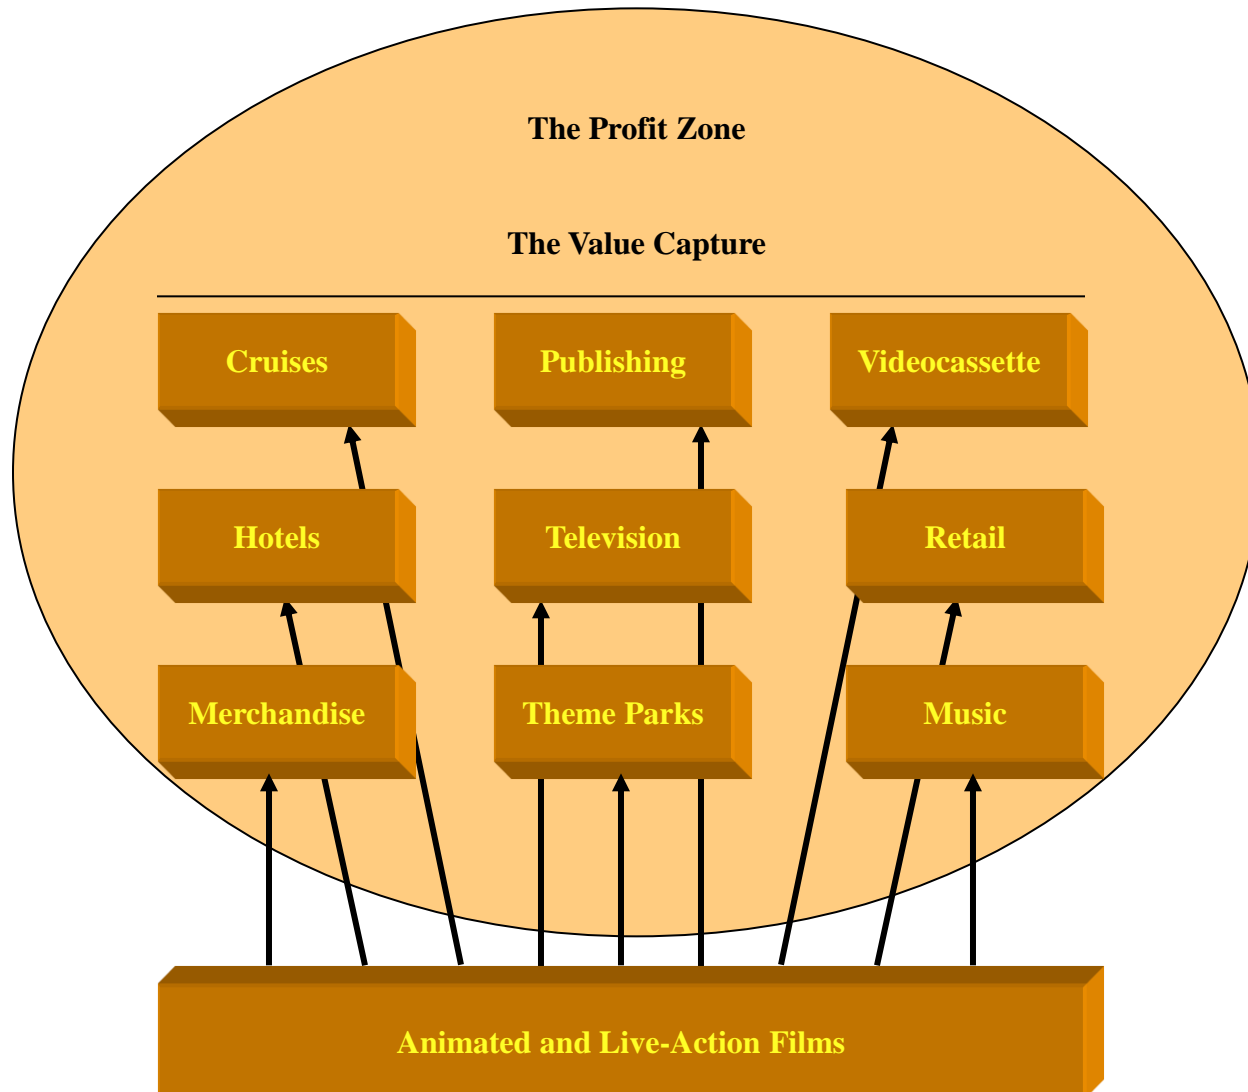 The Profit Zone
The Value Capture
Cruises
Publishing
Videocassette
Hotels
Television
Retail
Merchandise
Theme Parks
Music
Animated and Live-Action Films